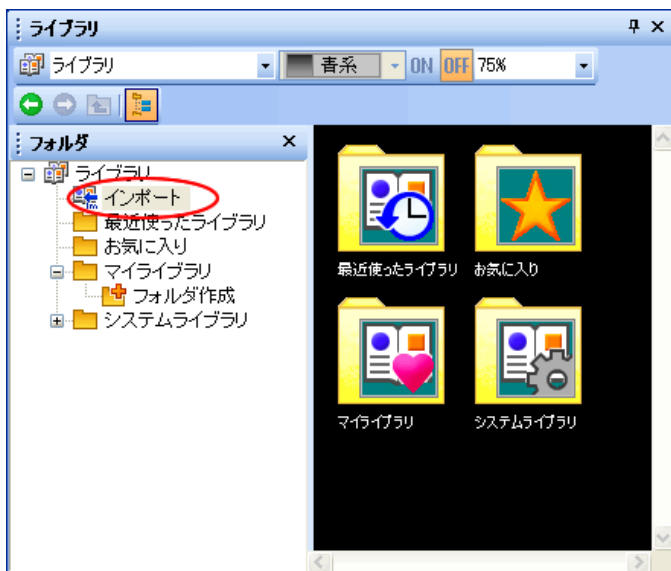 ライブラリ
ライブラリ 青系 ON OFF 75%
フォルダ
ライブラリ
インポート
最近使ったライブラリ
お気に入り
マイライブラリ
フォルダ作成
システムライブラリ
最近使ったライブラリ お気に入り
マイライブラリ システムライブラリ